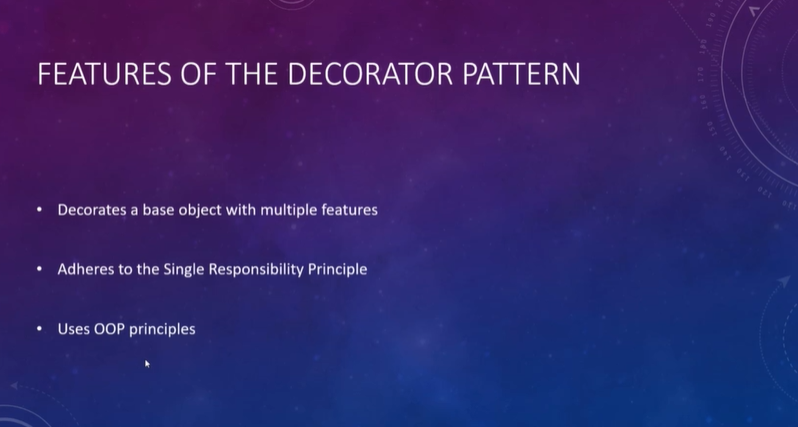 FEATURES OF THE DECORATOR PATTERN
• Decorates a base object with multiple features
• Adheres to the Single Responsibility Principle
• Uses OOP principles